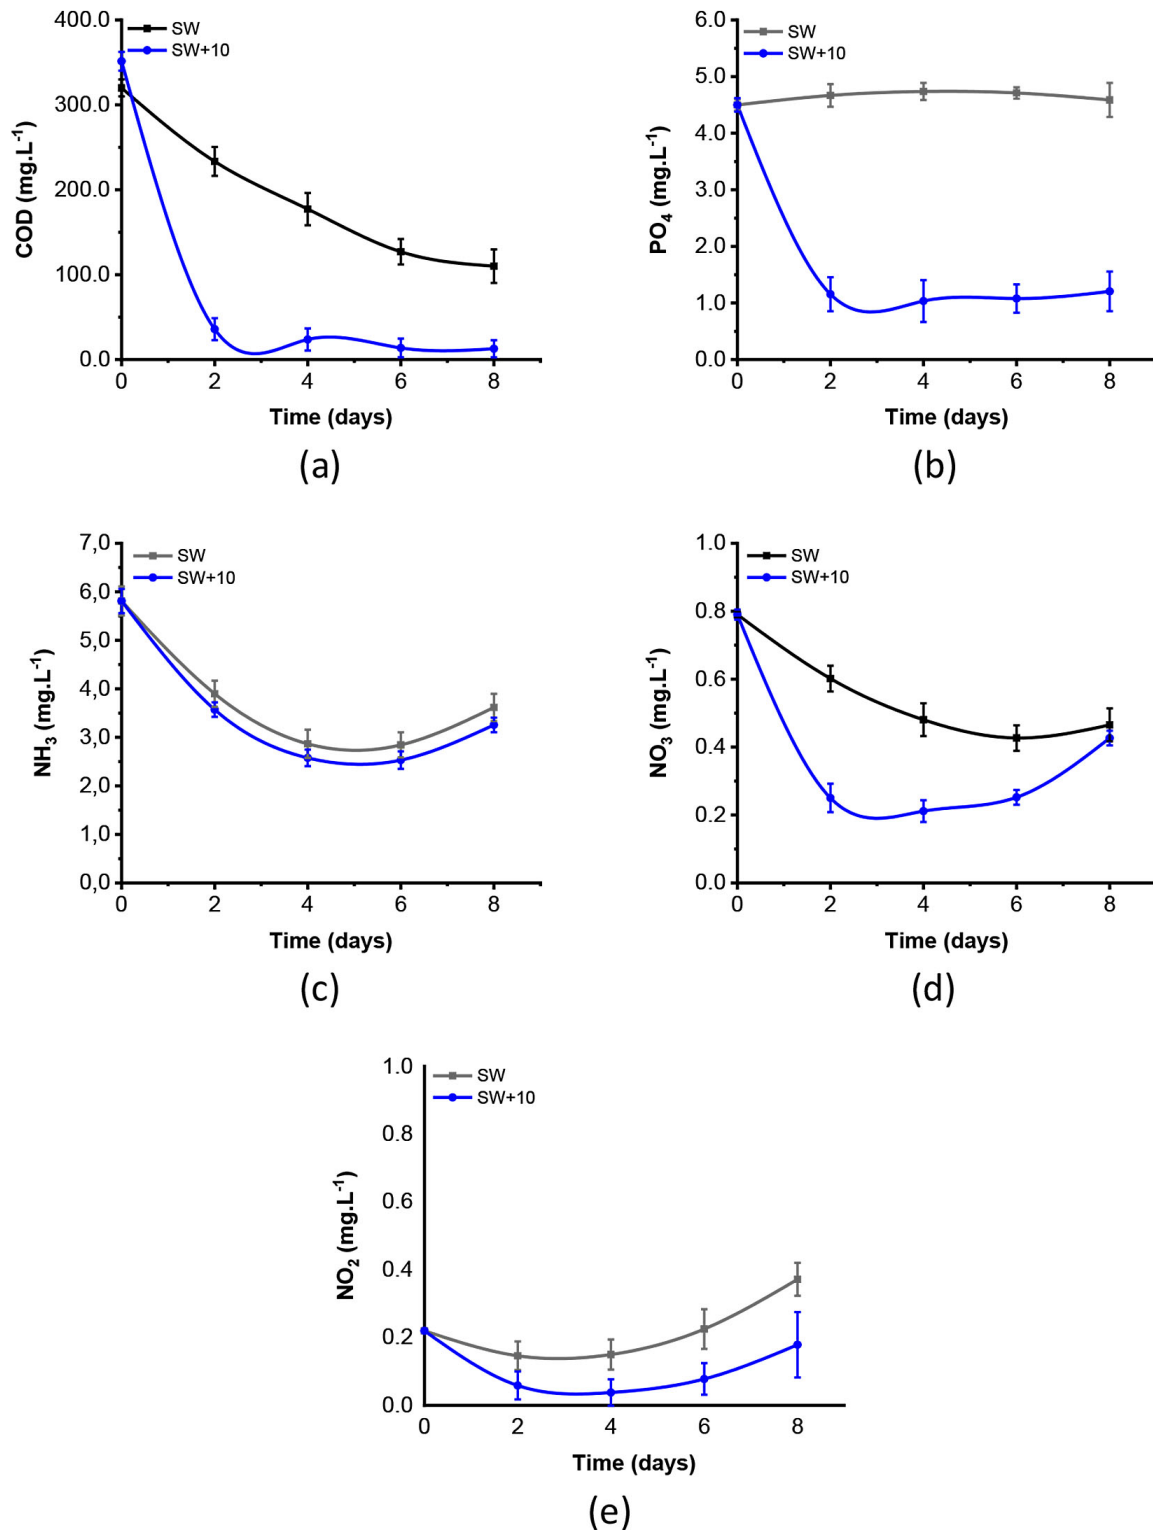 400.0
300.0
200.0
100.0
0.0
COD (mg.L⁻¹)
SW
SW+10
0 2 4 6 8
Time (days)
(a)
6.0
5.0
4.0
3.0
2.0
1.0
0.0
PO₄ (mg.L⁻¹)
SW
SW+10
0 2 4 6 8
Time (days)
(b)
7,0
6,0
5,0
4,0
3,0
2,0
1,0
0,0
NH₃ (mg.L⁻¹)
SW
SW+10
0 2 4 6 8
Time (days)
(c)
1.0
0.8
0.6
0.4
0.2
0.0
NO₃ (mg.L⁻¹)
SW
SW+10
0 2 4 6 8
Time (days)
(d)
1.0
0.8
0.6
0.4
0.2
0.0
NO₂ (mg.L⁻¹)
SW
SW+10
0 2 4 6 8
Time (days)
(e)